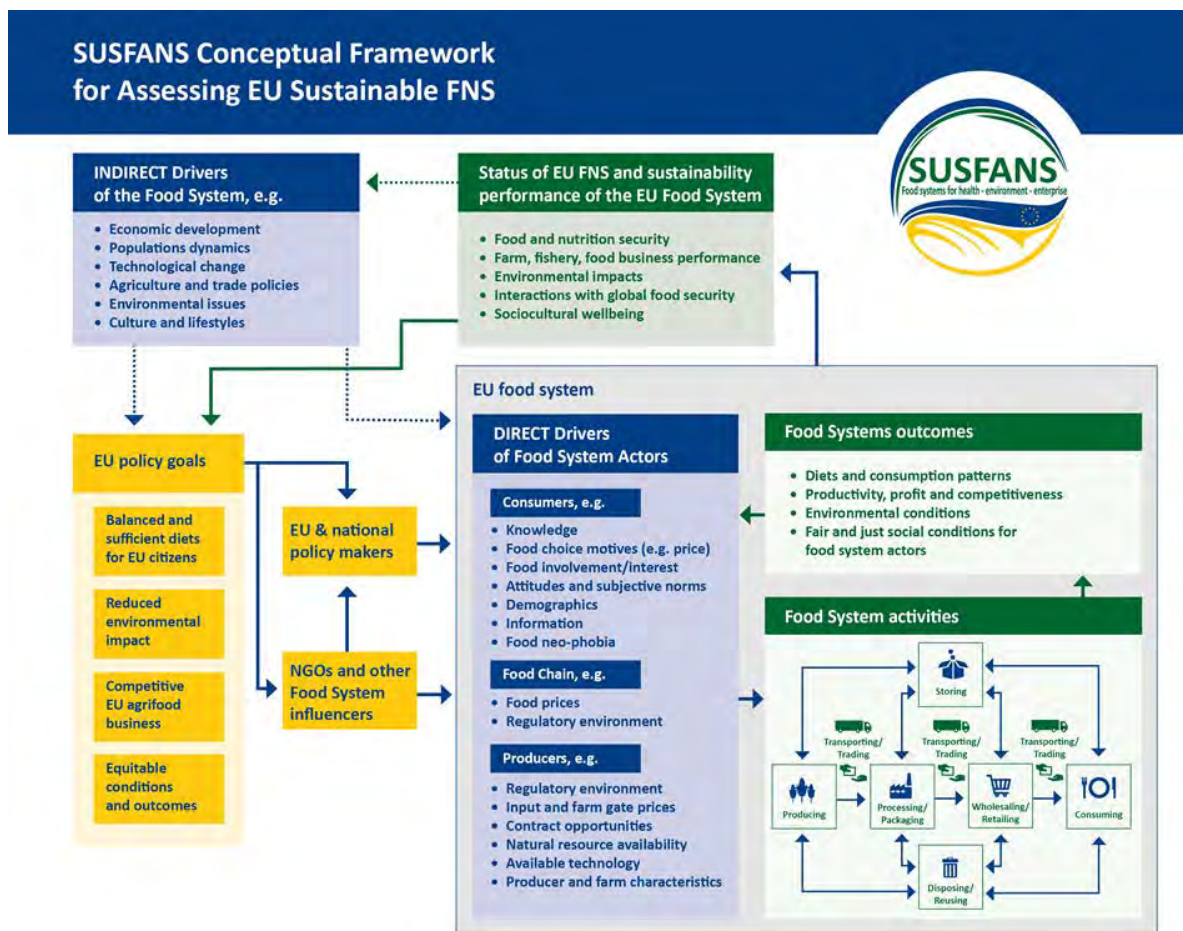 SUSFANS Conceptual Framework
for Assessing EU Sustainable FNS
SUSFANS
Food systems for health - environment - enterprise
INDIRECT Drivers
of the Food System, e.g.
• Economic development
• Populations dynamics
• Technological change
• Agriculture and trade policies
• Environmental issues
• Culture and lifestyles
Status of EU FNS and sustainability
performance of the EU Food System
• Food and nutrition security
• Farm, fishery, food business performance
• Environmental impacts
• Interactions with global food security
• Sociocultural wellbeing
EU policy goals
Balanced and
sufficient diets
for EU citizens
Reduced
environmental
impact
Competitive
EU agrifood
business
Equitable
conditions
and outcomes
EU & national
policy makers
NGOs and other
Food System
influencers
EU food system
DIRECT Drivers
of Food System Actors
Consumers, e.g.
• Knowledge
• Food choice motives (e.g. price)
• Food involvement/interest
• Attitudes and subjective norms
• Demographics
• Information
• Food neo-phobia
Food Chain, e.g.
• Food prices
• Regulatory environment
Producers, e.g.
• Regulatory environment
• Input and farm gate prices
• Contract opportunities
• Natural resource availability
• Available technology
• Producer and farm characteristics
Food Systems outcomes
• Diets and consumption patterns
• Productivity, profit and competitiveness
• Environmental conditions
• Fair and just social conditions for
food system actors
Food System activities
Storing
Transporting/
Trading
Transporting/
Trading
Transporting/
Trading
Producing
Processing/
Packaging
Wholesaling/
Retailing
Consuming
Disposing/
Reusing